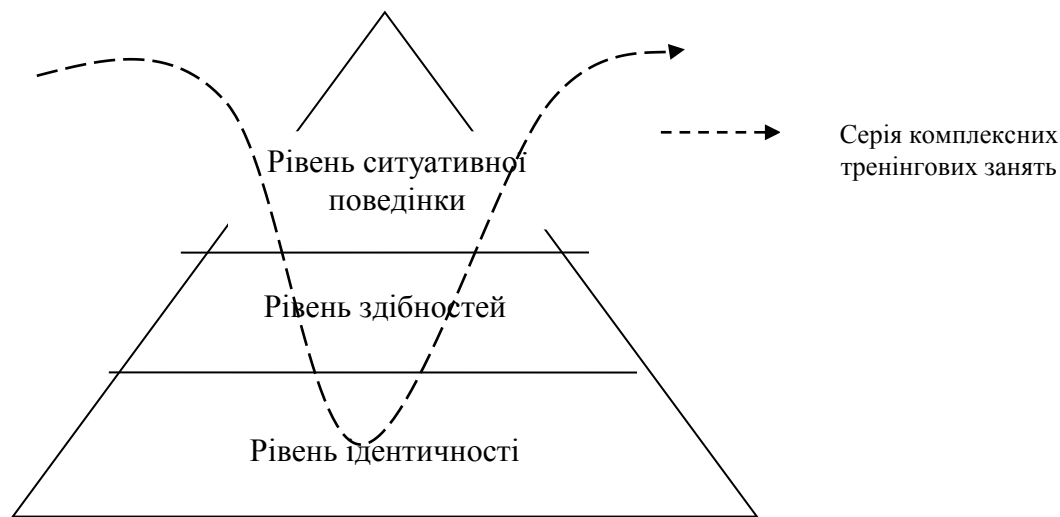 Рівень ситуативної
поведінки
Серія комплексних
тренінгових занять
Рівень здібностей
Рівень ідентичності